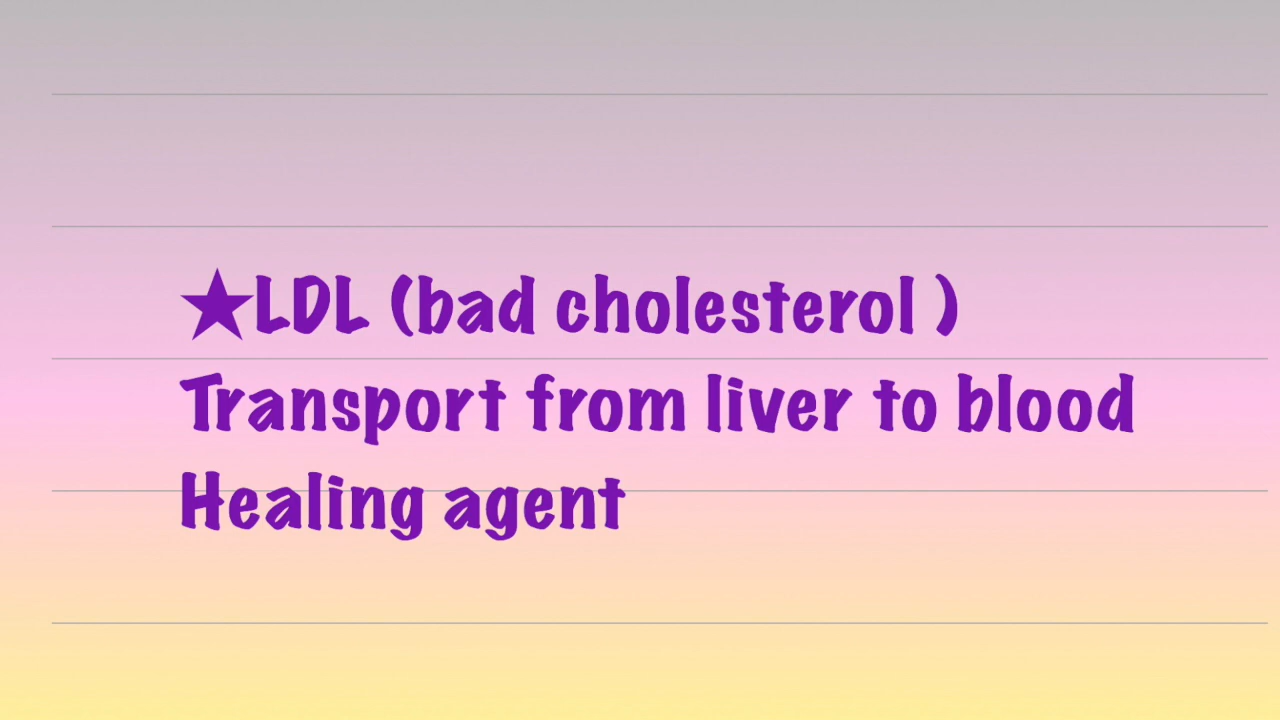 ★LDL (bad cholesterol )
Transport from liver to blood
Healing agent